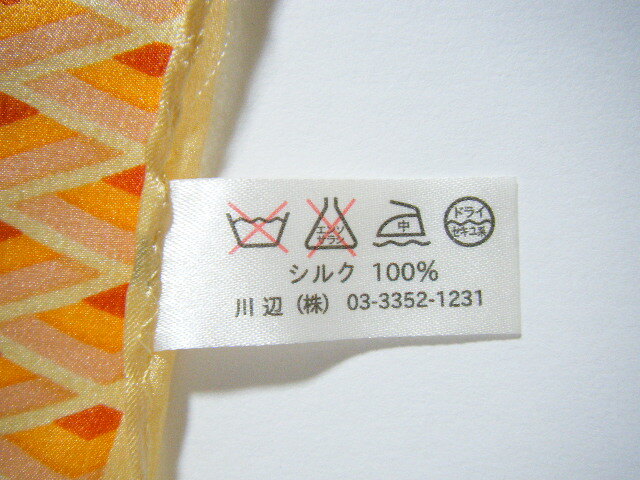 エンソ
サラシ
中
ドライ
セキユ系
シルク 100%
川辺（株） 03-3352-1231